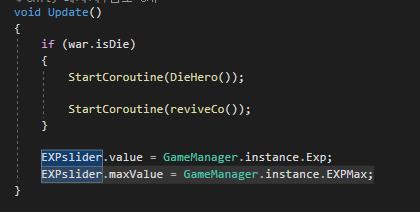 void Update()
{
if (war.isDie)
{
StartCoroutine(DieHero());
StartCoroutine(reviveCo());
}
EXPslider.value = GameManager.instance.Exp;
EXPslider.maxValue = GameManager.instance.EXPMax;
}